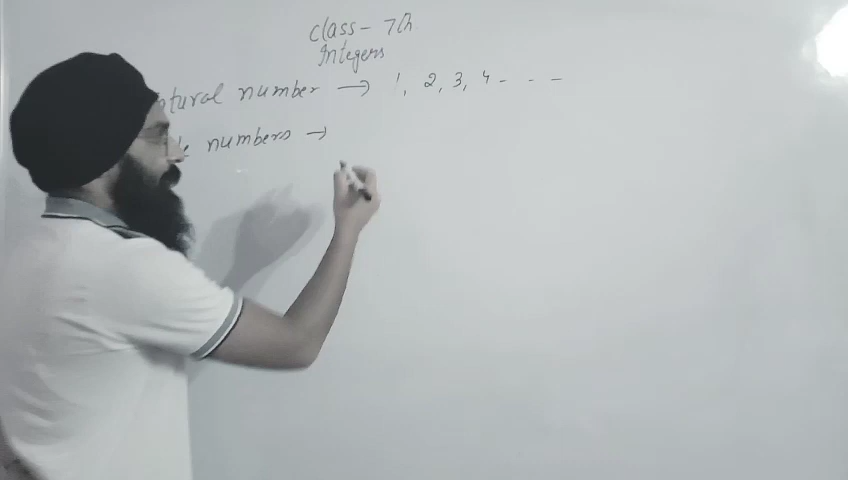 class - 7th
Integers
tural number → 1, 2, 3, 4 - - -
numbers →